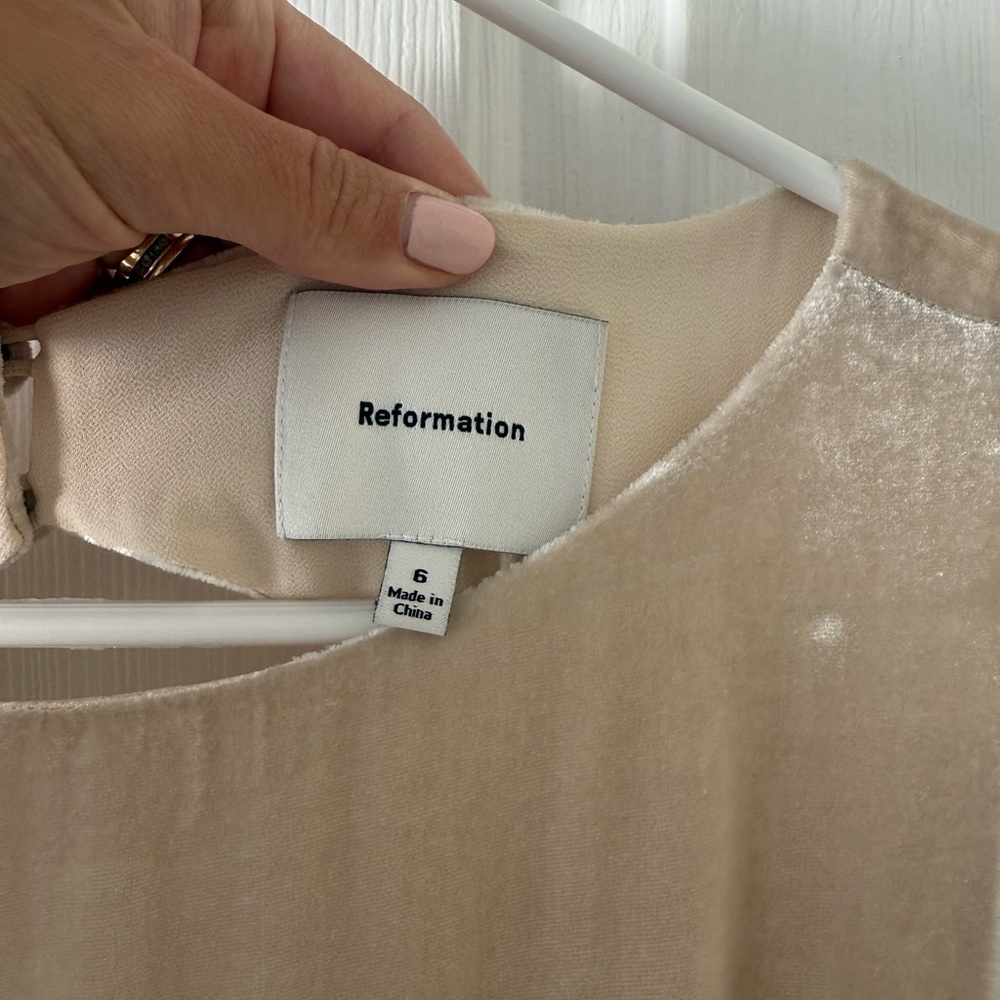 Reformation
6
Made in
China